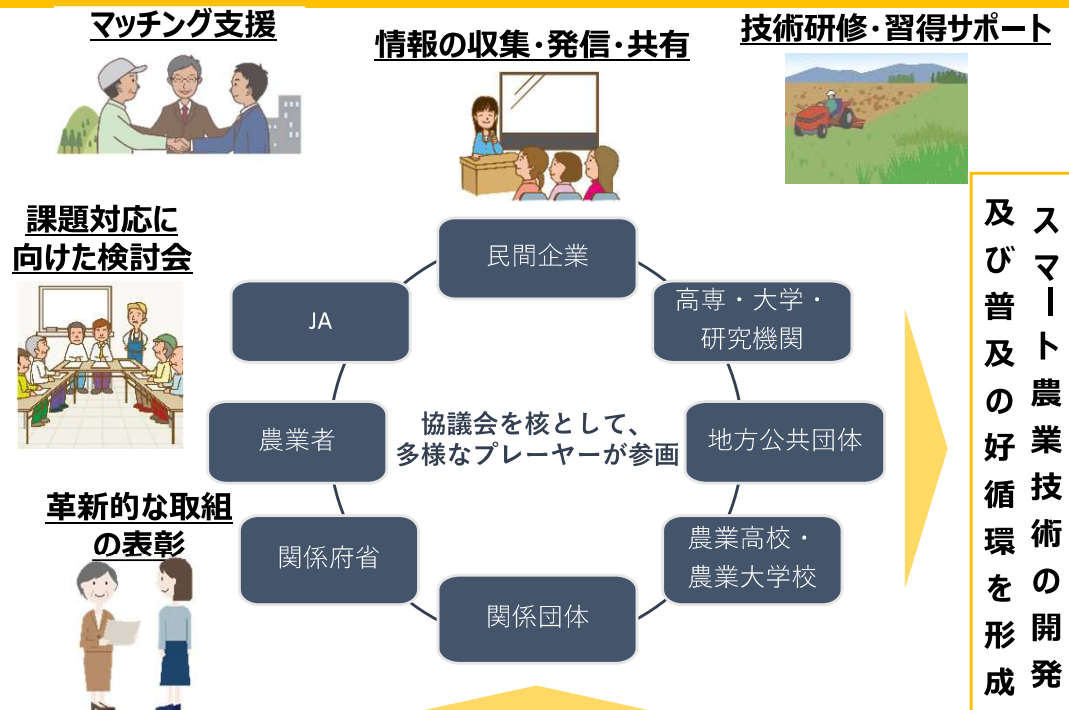 マッチング支援
情報の収集・発信・共有
技術研修・習得サポート
課題対応に
向けた検討会
革新的な取組
の表彰
民間企業
高専・大学・
研究機関
地方公共団体
農業高校・
農業大学校
関係団体
関係府省
農業者
JA
協議会を核として、
多様なプレーヤーが参画
スマート農業技術の開発
及び普及の好循環を形成